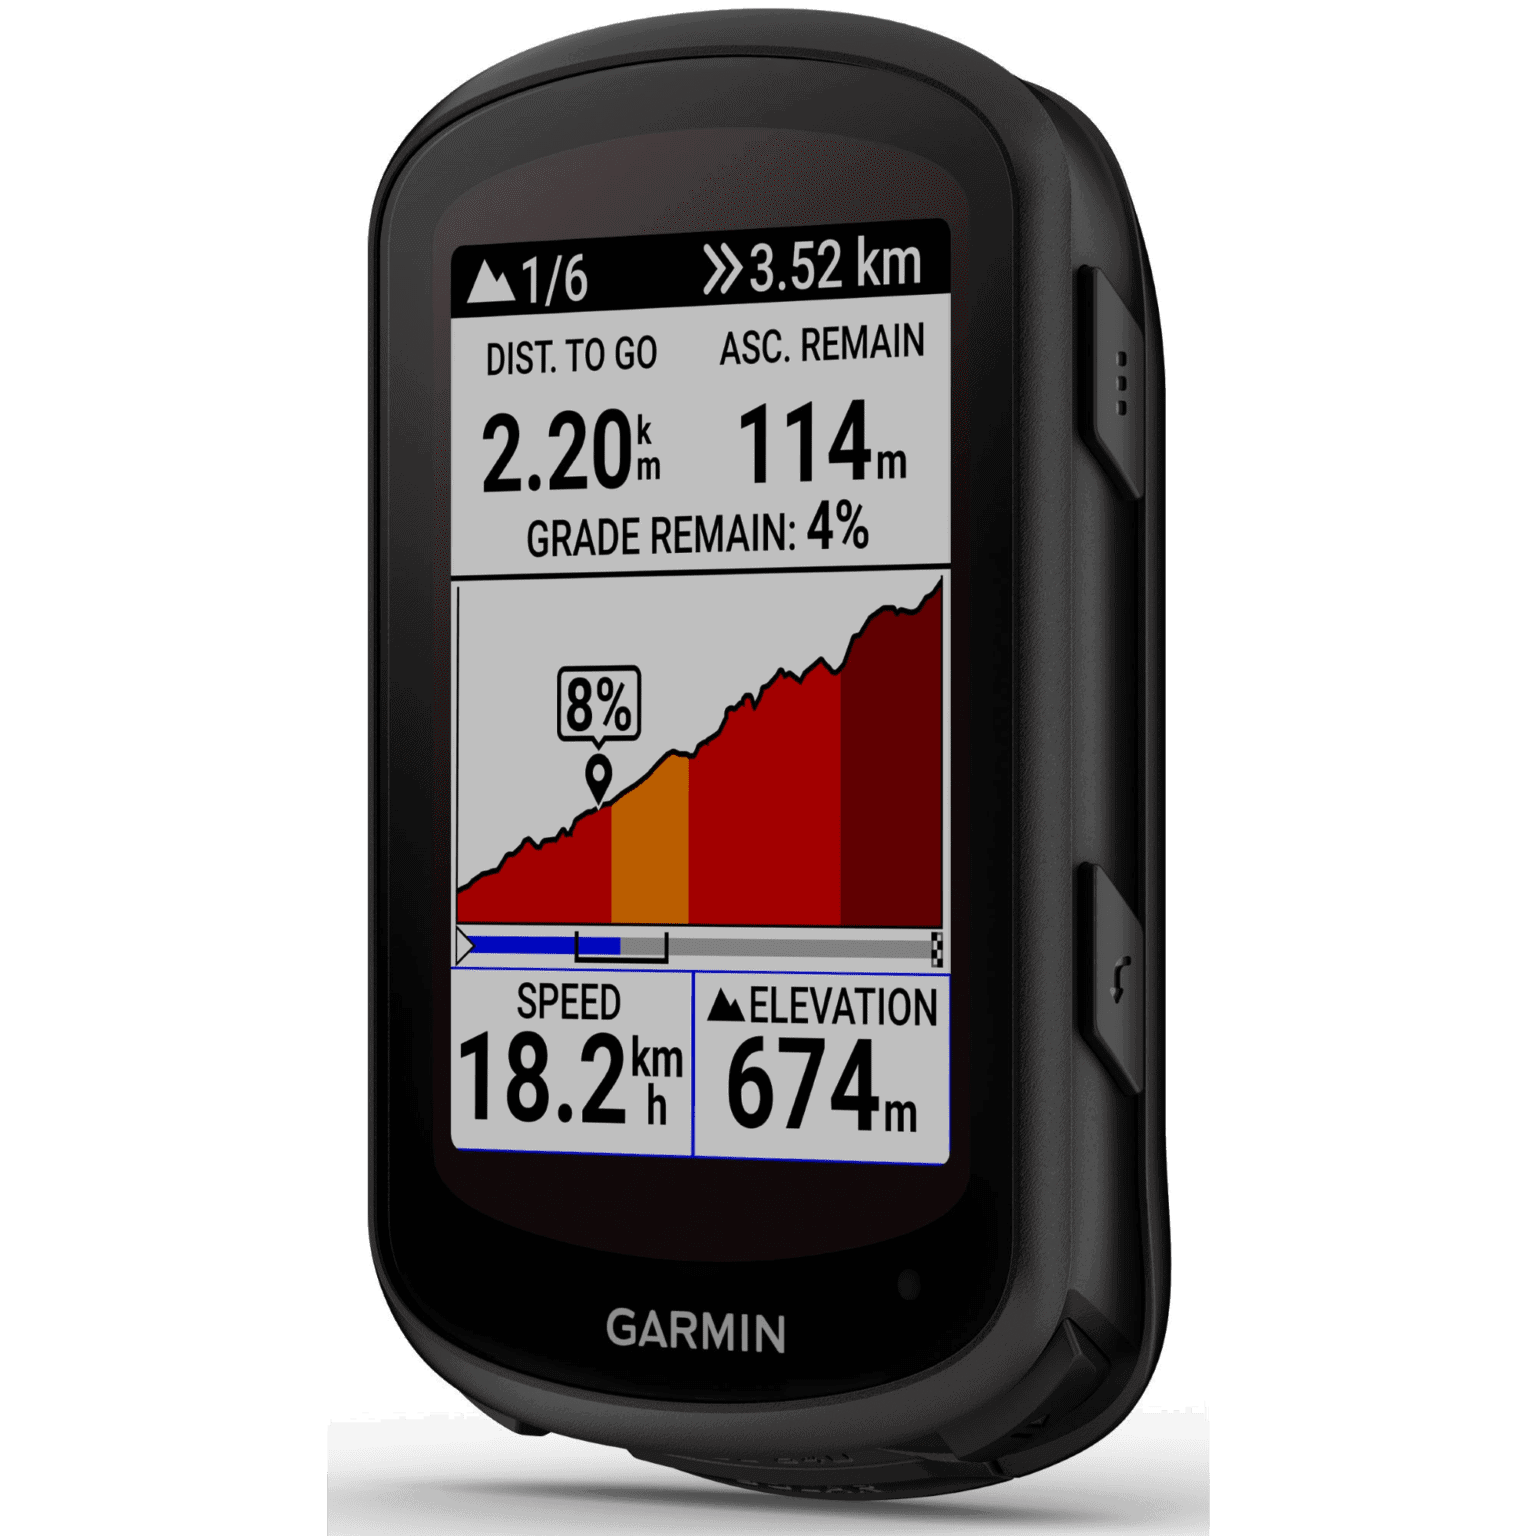 1/6 3.52 km
DIST. TO GO ASC. REMAIN
2.20 km 114 m
GRADE REMAIN: 4%
8%
SPEED ELEVATION
18.2 km h 674 m
GARMIN